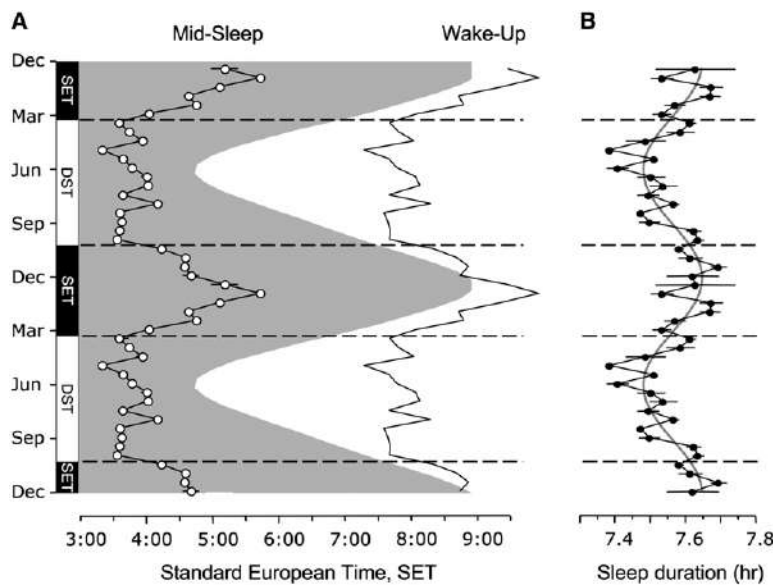 A
B
Mid-Sleep
Wake-Up
Dec
Mar
Jun
Sep
Dec
Mar
Jun
Sep
Dec
SET
DST
SET
DST
SET
3:00 4:00 5:00 6:00 7:00 8:00 9:00
7.4 7.6 7.8
Standard European Time, SET
Sleep duration (hr)